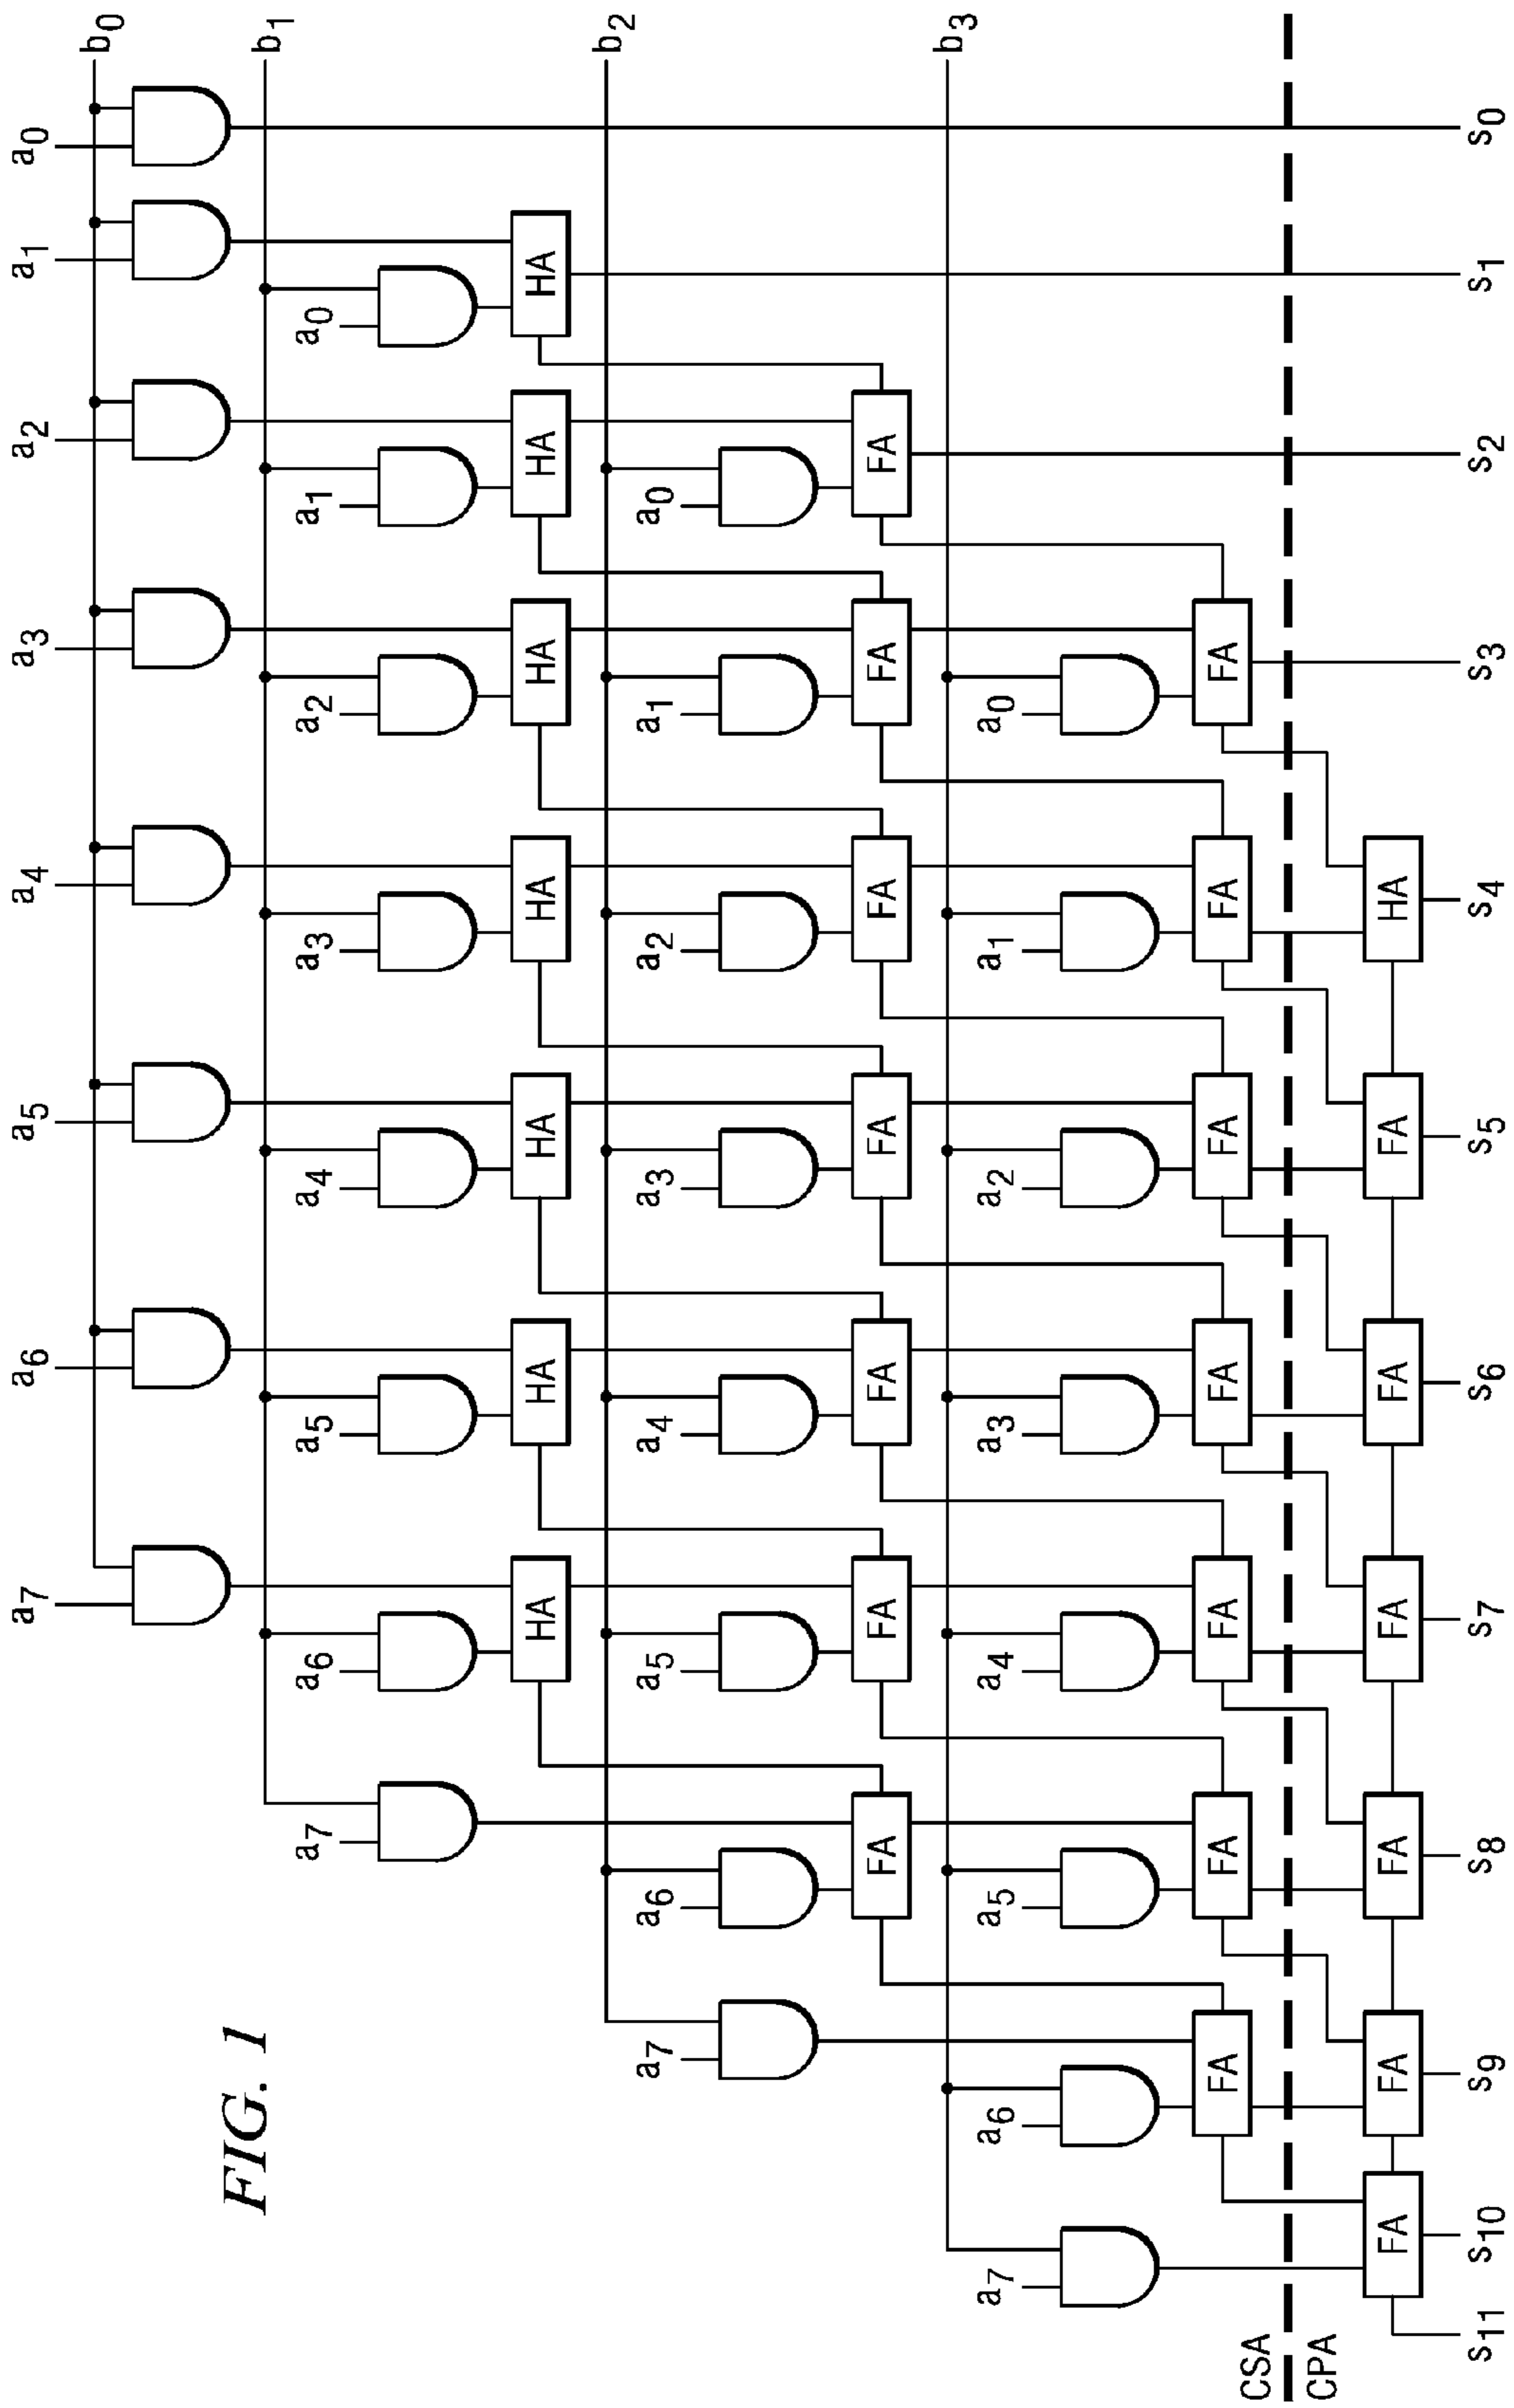 a7 a6 a5 a4 a3 a2 a1 a0
b0
FIG. 1
b1
a7 a6 a5 a4 a3 a2 a1 a0
HA HA HA HA HA HA HA
b2
a7 a6 a5 a4 a3 a2 a1 a0
FA FA FA FA FA FA FA
b3
a7 a6 a5 a4 a3 a2 a1 a0
FA FA FA FA FA FA FA
CSA
CPA
FA FA FA FA FA FA HA
s11 s10 s9 s8 s7 s6 s5 s4 s3 s2 s1 s0